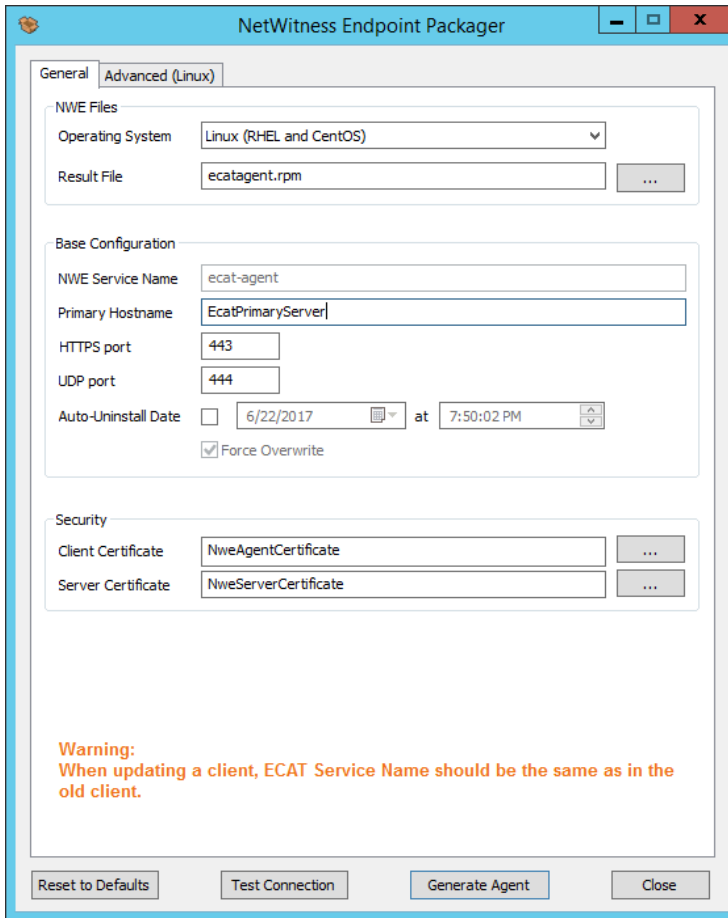 NetWitness Endpoint Packager
X
General
Advanced (Linux)
NWE Files
Operating System
Linux (RHEL and CentOS)
Result File
ecatagent.rpm
...
Base Configuration
NWE Service Name
ecat-agent
Primary Hostname
EcatPrimaryServer
HTTPS port
443
UDP port
444
Auto-Uninstall Date
6/22/2017
at
7:50:02 PM
Force Overwrite
Security
Client Certificate
NweAgentCertificate
...
Server Certificate
NweServerCertificate
...
Warning:
When updating a client, ECAT Service Name should be the same as in the
old client.
Reset to Defaults
Test Connection
Generate Agent
Close